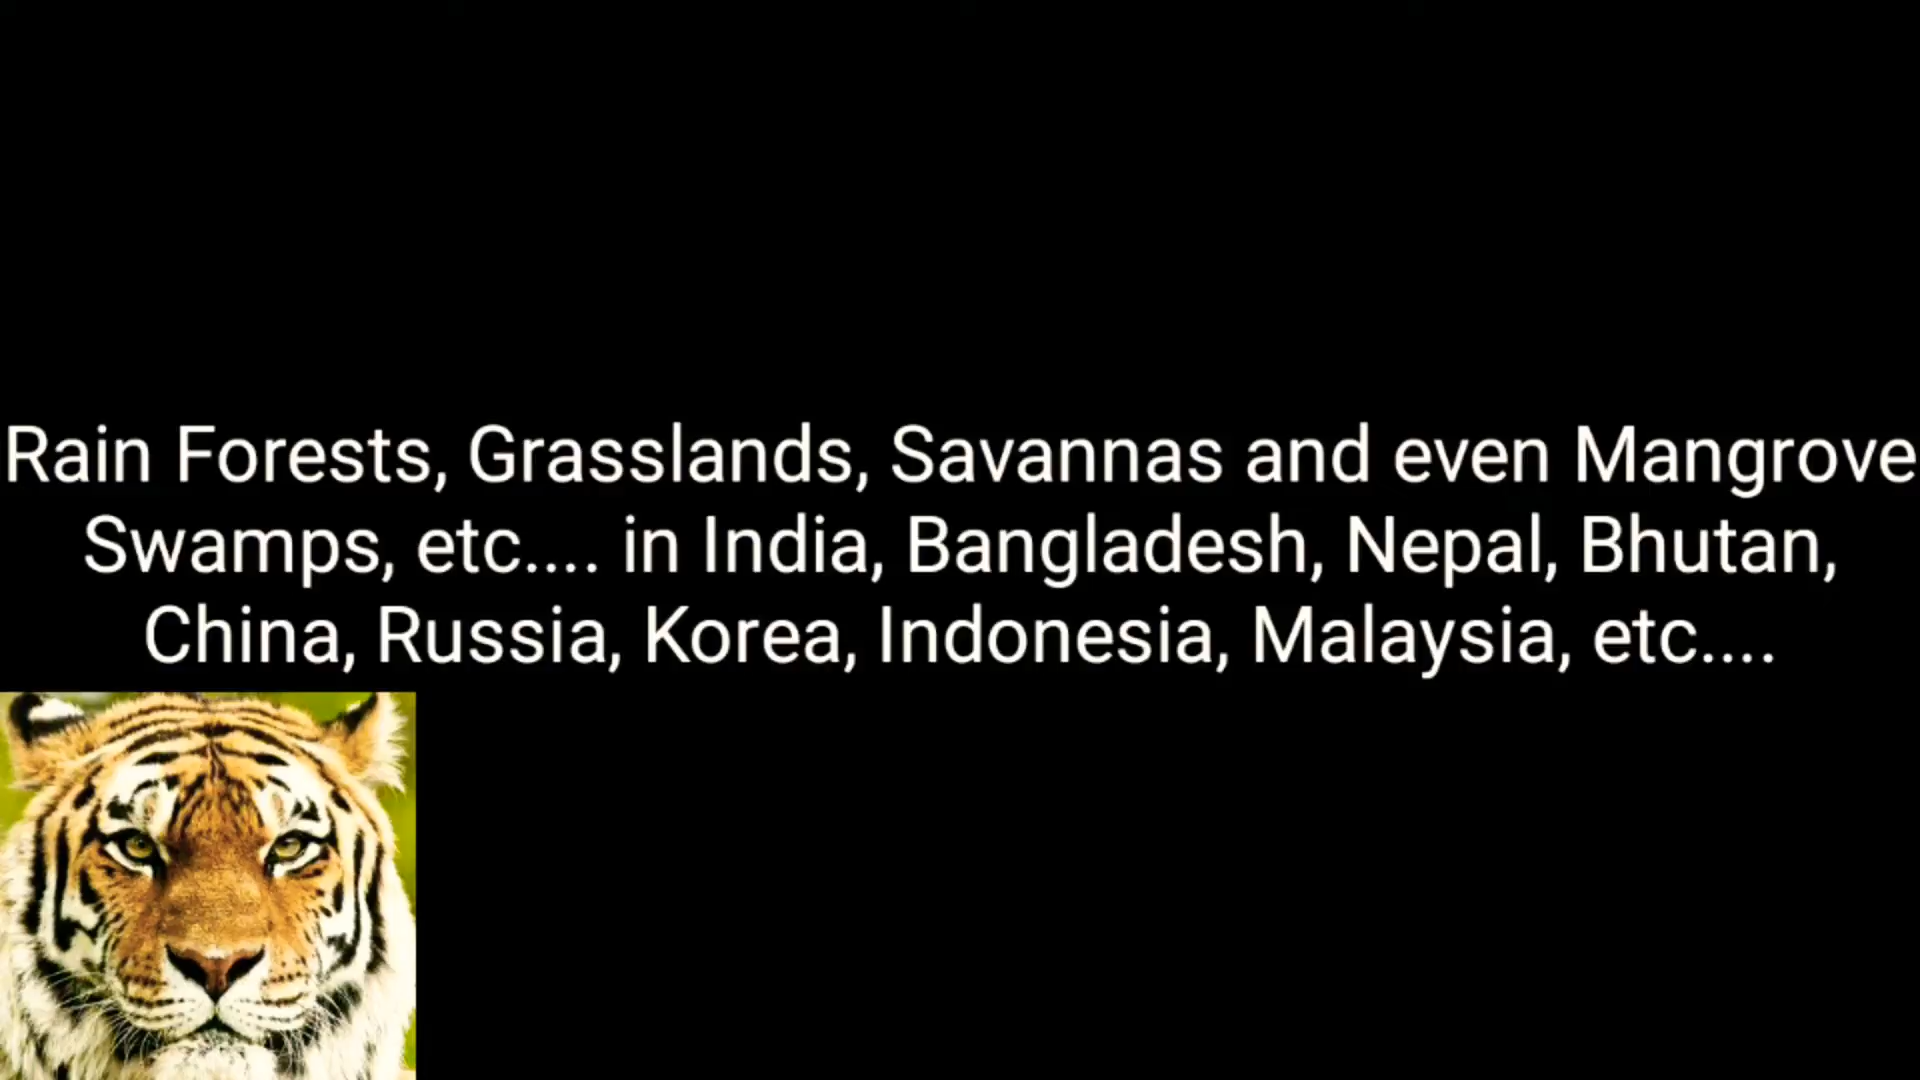 Rain Forests, Grasslands, Savannas and even Mangrove
Swamps, etc.... in India, Bangladesh, Nepal, Bhutan,
China, Russia, Korea, Indonesia, Malaysia, etc....